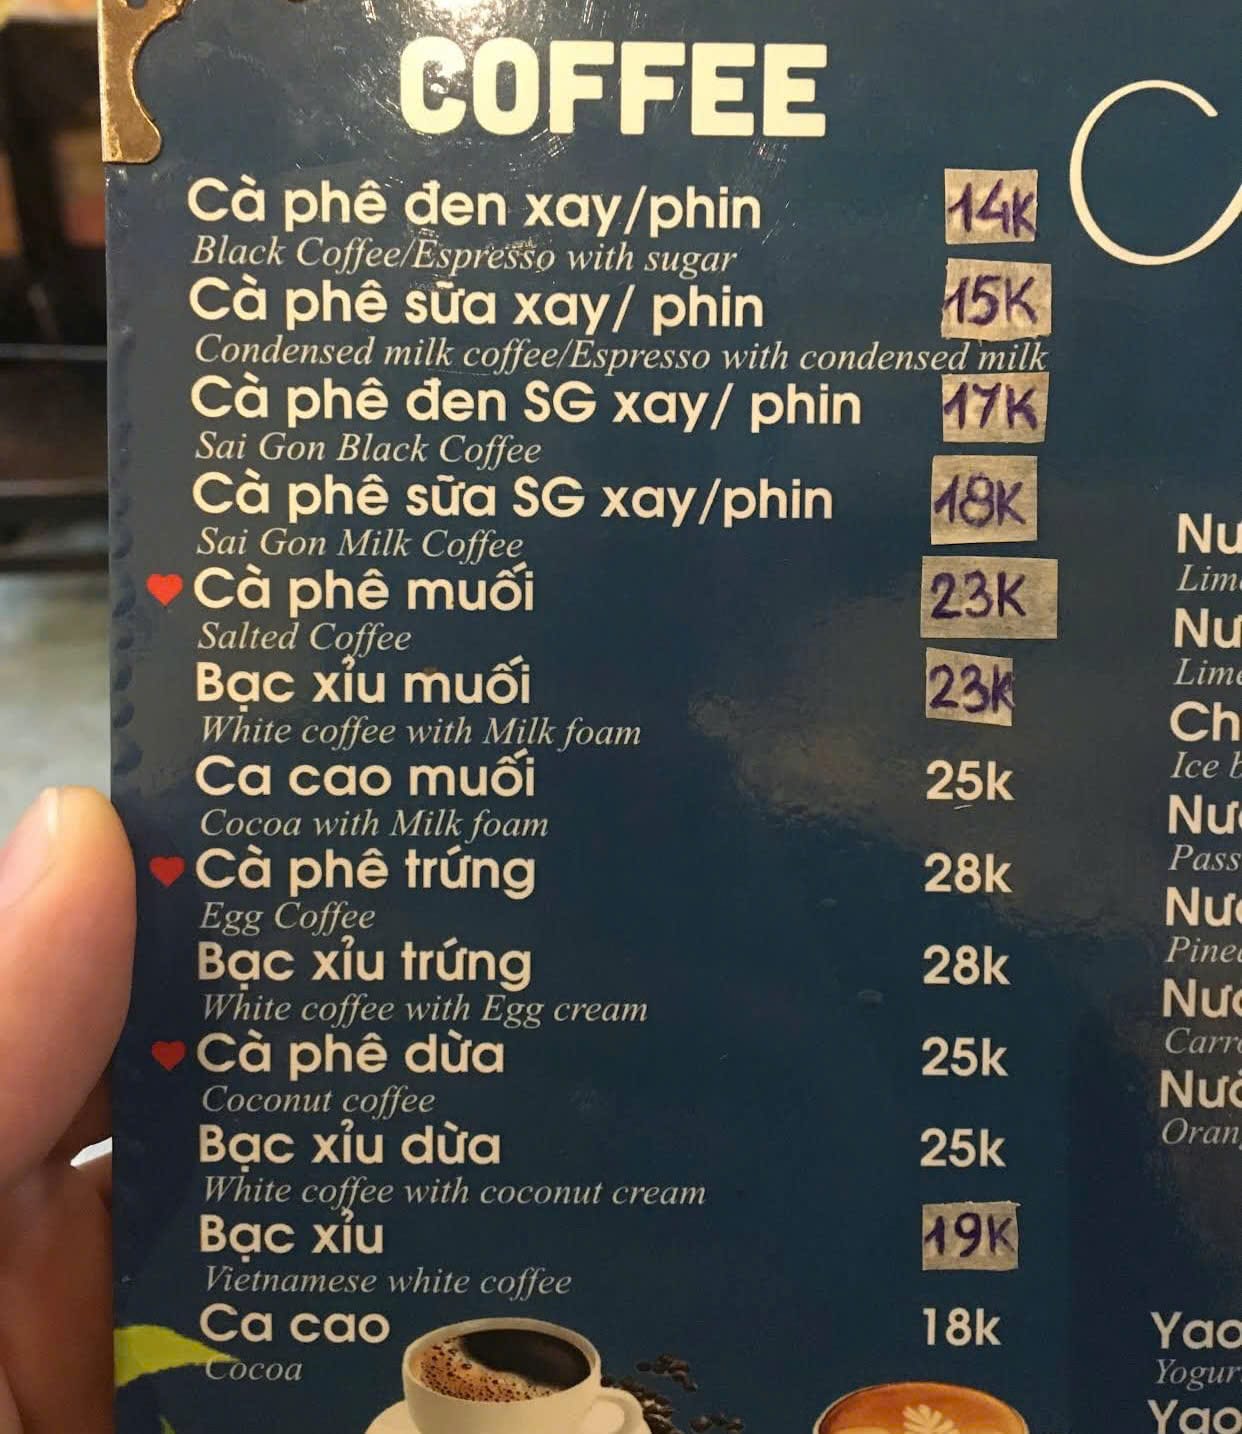 COFFEE
Cà phê đen xay/phin 14K
Black Coffee/Espresso with sugar
Cà phê sữa xay/ phin 15K
Condensed milk coffee/Espresso with condensed milk
Cà phê đen SG xay/ phin 17K
Sai Gon Black Coffee
Cà phê sữa SG xay/phin 18K
Sai Gon Milk Coffee
Cà phê muối 23K
Salted Coffee
Bạc xỉu muối 23K
White coffee with Milk foam
Ca cao muối 25k
Cocoa with Milk foam
Cà phê trứng 28k
Egg Coffee
Bạc xỉu trứng 28k
White coffee with Egg cream
Cà phê dừa 25k
Coconut coffee
Bạc xỉu dừa 25k
White coffee with coconut cream
Bạc xỉu 19K
Vietnamese white coffee
Ca cao 18k
Cocoa